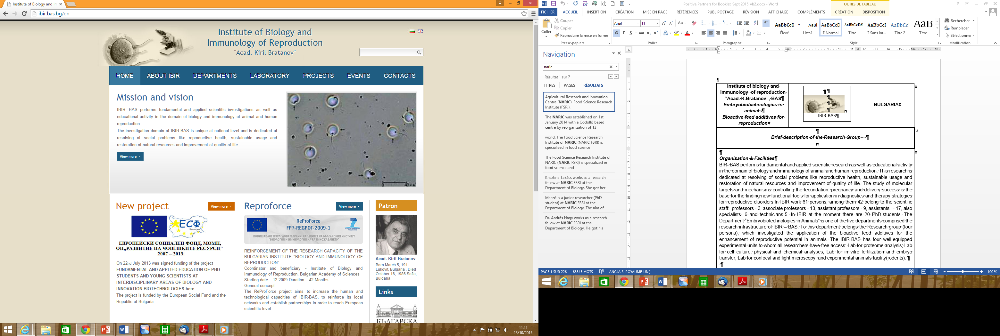 Institute of Biology and Im
ibir.bas.bg/en
Institute of Biology and
Immunology of Reproduction
"Acad. Kiril Bratanov"
HOME ABOUT IBIR DEPARTMENTS LABORATORY PROJECTS EVENTS CONTACTS
Mission and vision
IBIR- BAS performs fundamental and applied scientific investigations as well as
educational activity in the domain of biology and immunology of animal and human
reproduction.
The investigation domain of IBIR-BAS is unique at national level and is dedicated at
resolving of social problems like reproductive health, sustainable usage and
restoration of natural resources and improvement of quality of life.
View more
New project
View more
ЕСФ
България
ЕВРОПЕЙСКИ СОЦИАЛЕН ФОНД, МОМН,
ОП„РАЗВИТИЕ НА ЧОВЕШКИТЕ РЕСУРСИ”
2007 – 2013
On 22nd July 2013 was signed funding of the project
FUNDAMENTAL AND APPLIED EDUCATION OF PHD
STUDENTS AND YOUNG SCIENTISTS AT
INTERDISCIPLINARY AREAS OF BIOLOGY AND
INNOVATION BIOTECHNOLOGIES here
The project is funded by the European Social Fund and the
Republic of Bulgaria
Reproforce
View more
ReProForce
FP7-REGPOT-2009-1
ПОВИШАВАНЕ ИЗСЛЕДОВАТЕЛСКИЯ КАПАЦИТЕТ НА БЪЛГАРСКИЯ ИНСТИТУТ
"БИОЛОГИЯ И ИМУНОЛОГИЯ НА РАЗМНОЖАВАНЕТО"
REINFORCEMENT OF THE RESEARCH CAPACITY OF THE
BULGARIAN INSTITUTE "BIOLOGY AND IMMUNOLOGY OF
REPRODUCTION"
Coordinator and beneficiary - Institute of Biology and
Immunology of Reproduction, Bulgarian Academy of Sciences
Starting date – 12.2009 Duration – 42 Months
General concept
The ReProForce project aims to increase the human and
technological capacities of IBIR-BAS, to reinforce its local
networks and establish partnerships in order to reach European
scientific level.
Patron
Acad. Kiril Bratanov
Born March 5, 1911
Lukovit, Bulgaria . Died
October 16, 1986 Sofia,
Bulgaria
Links
БЪЛГАРСКА
11:11
13/10/2015
Positive Partners for Booklet_Sept 2015_vb2.docx - Word
OUTILS DE TABLEAU
FICHIER ACCUEIL INSERTION CRÉATION MISE EN PAGE RÉFÉRENCES PUBLIPOSTAGE RÉVISION AFFICHAGE COMPLÉMENTS CRÉATION DISPOSITION
Coller
Couper
Copier
Reproduire la mise en forme
Presse-papiers
Arial 11
Police
Paragraphe
Élevé Lista1 ¶ Normal Titre 1 ¶ Sans int... Titre 2 Titre
Style
Rechercher
Remplacer
Sélectionner
Modification
Navigation
naric
Résultat 1 sur 7
TITRES PAGES RÉSULTATS
Agricultural Research and Innovation
Centre (NARIC), Food Science Research
Institute (FSRI),
The NARIC was established on 1st
January 2014 with a Gödöllő based
centre by reorganization of 13
world. The Food Science Research
Institute of NARIC (NARIC FSRI) is
specialized in food science
The Food Science Research Institute of
NARIC (NARIC FSRI) is specialized in
food science and
Krisztina Takács works as a research
fellow at NARIC FSRI at the
Department of Biology. She got her
Maczó is a junior researcher (PhD
student) at NARIC FSRI at the
Department of Biology. The aim of
Dr. András Nagy works as a research
fellow at NARIC FSRI at the
Department of Biology. He got his
Institute of biology and
immunology of reproduction
“Acad. K.Bratanov”, BAS¶
Embryobiotechnologies in
animals¶
Bioactive feed additives for
reproduction¤
IBIR-BAS¶
BULGARIA¤
Brief description of the Research Group ¶
Organisation & Facilities¶
BIR- BAS performs fundamental and applied scientific research as well as educational activity
in the domain of biology and immunology of animal and human reproduction. This research is
dedicated at resolving of social problems like reproductive health, sustainable usage and
restoration of natural resources and improvement of quality of life. The study of molecular
targets and mechanisms controlling the fecundation, pregnancy and delivery success is the
base for the finding new functional tools for application in diagnostics and therapy strategies
for reproductive disorders.In IBIR work 61 persons, among them 42 belong to the scientific
staff: professors - 3, associate professors - 13, assistant professors - 9, assistants - 17, also
specialists -6 and technicians-5. In IBIR at the moment there are 20 PhD-students. The
Department “Embryobiotechnologies in Animals” is one of the five departments comprised the
research infrastructure of IBIR – BAS. To this department belongs the Research group (four
persons), which investigated the application of the bioactive feed additives for the
enhancement of reproductive potential in animals. The IBIR-BAS has four well-equipped
experimental units to whom all researchers have free access: Lab for proteome analysis; Lab
for cell culture, physical and chemical analyses; Lab for in vitro fertilization and embryo
transfer; Lab for confocal and light microscopy; and experimental animals facility(rodents). ¶
PAGE 1 SUR 226 65545 MOTS ANGLAIS (ROYAUME-UNI) 100 %